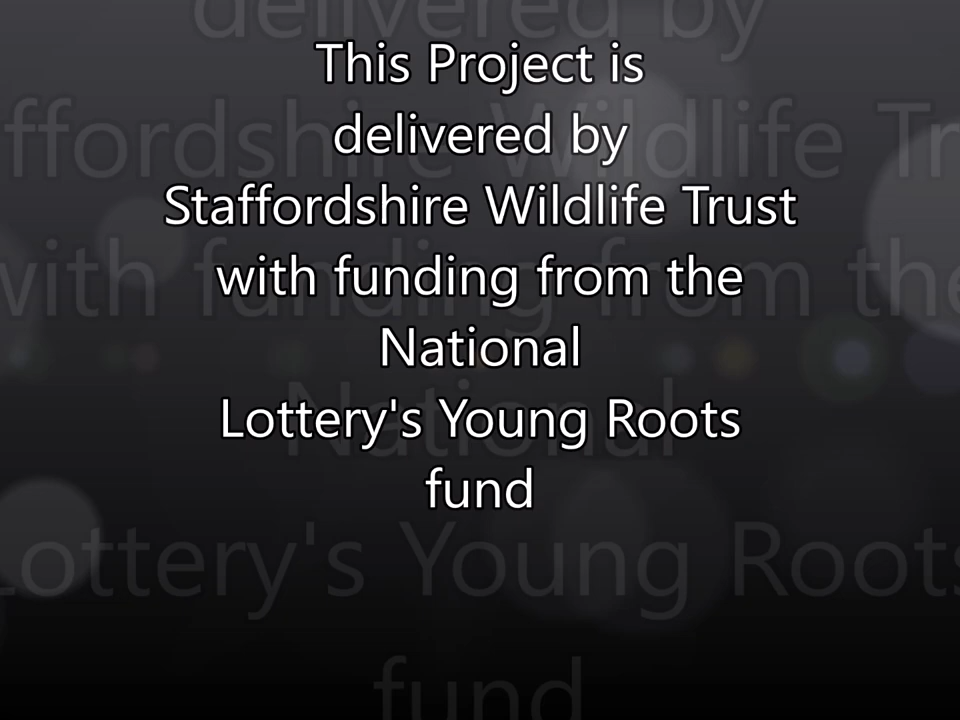 This Project is
delivered by
Staffordshire Wildlife Trust
with funding from the
National
Lottery's Young Roots
fund